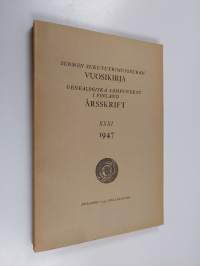 SUOMEN SUKUTUTKIMUSSEURAN
VUOSIKIRJA
GENEALOGISKA SAMFUNDETS
I FINLAND
ÅRSSKRIFT
XXXI
1947